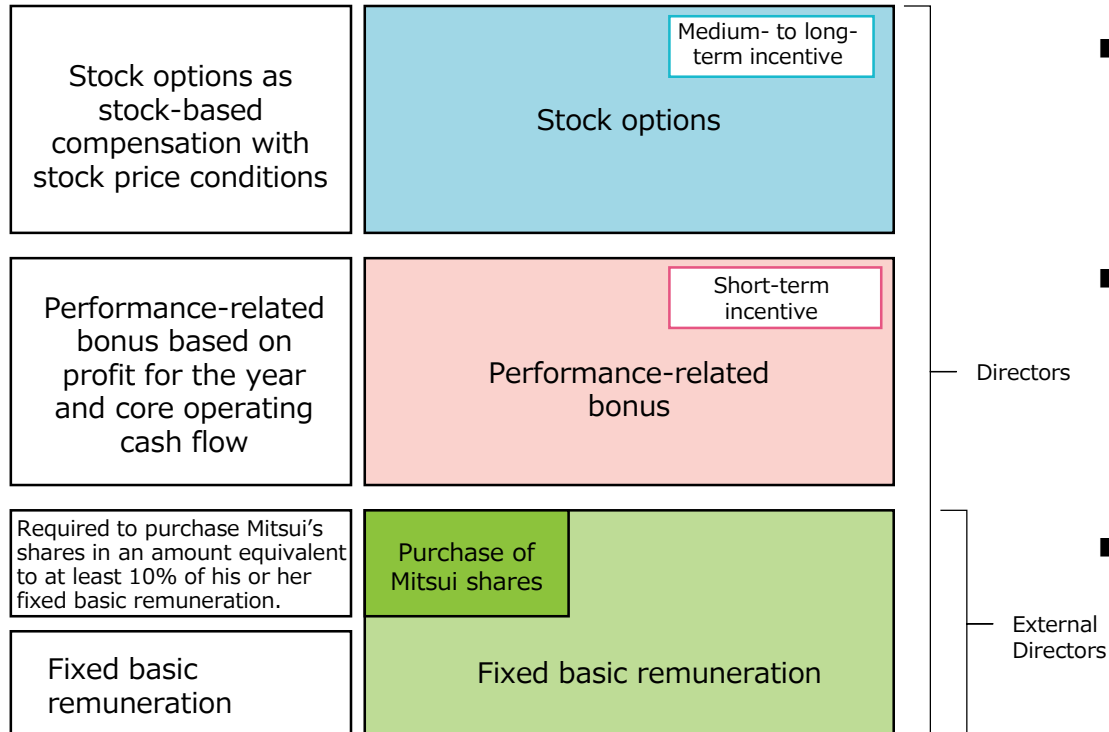 Stock options as
stock-based
compensation with
stock price conditions
Medium- to long-
term incentive
Stock options
Performance-related
bonus based on
profit for the year
and core operating
cash flow
Short-term
incentive
Performance-related
bonus
Directors
Required to purchase Mitsui’s
shares in an amount equivalent
to at least 10% of his or her
fixed basic remuneration.
Purchase of
Mitsui shares
Fixed basic
remuneration
Fixed basic remuneration
External
Directors